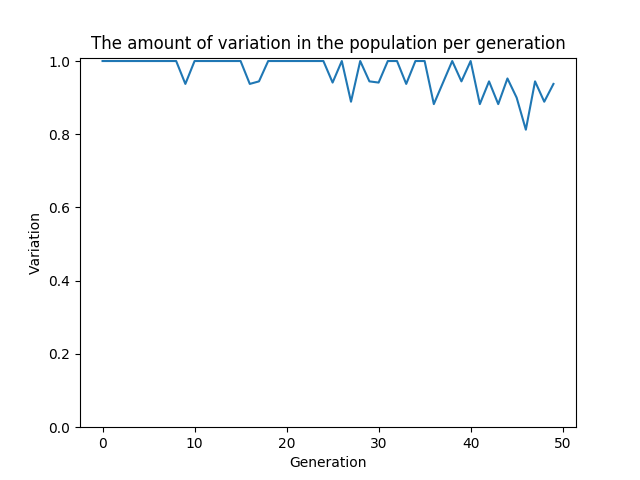 The amount of variation in the population per generation
1.0
0.8
0.6
0.4
0.2
0.0
Variation
0 10 20 30 40 50
Generation